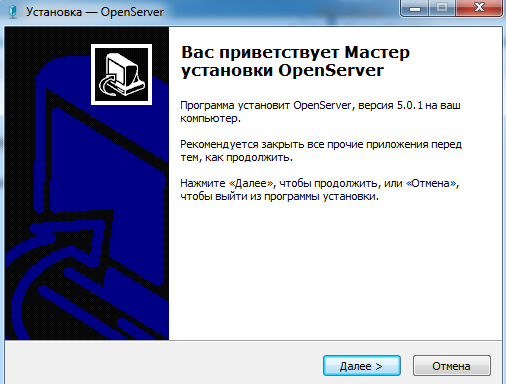 Установка — OpenServer
Вас приветствует Мастер
установки OpenServer
Программа установит OpenServer, версия 5.0.1 на ваш
компьютер.
Рекомендуется закрыть все прочие приложения перед
тем, как продолжить.
Нажмите «Далее», чтобы продолжить, или «Отмена»,
чтобы выйти из программы установки.
Далее >
Отмена